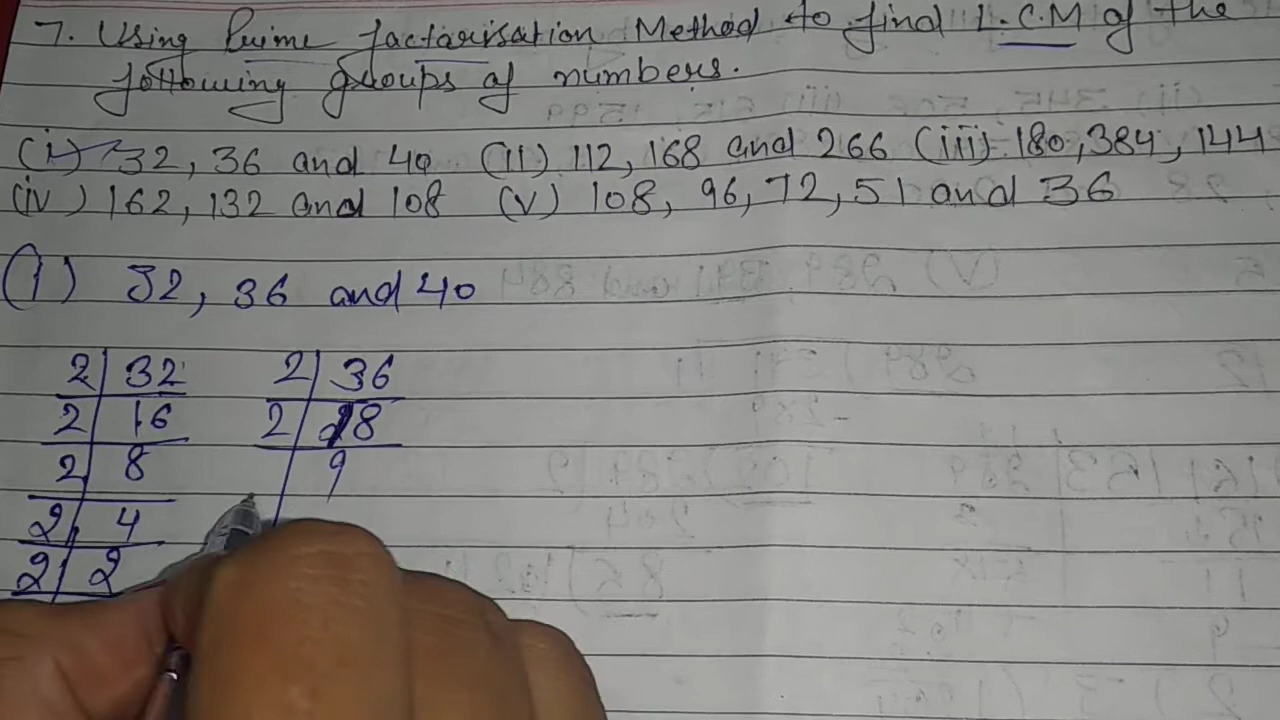 7. Using Prime factorisation Method to find L.C.M of the
following groups of numbers.
(i) 32, 36 and 40 (ii) 112, 168 and 266 (iii) 180, 384, 144
(iv) 162, 132 and 108 (v) 108, 96, 72, 51 and 36
(1) 32, 36 and 40
2 | 32 2 | 36
2 | 16 2 | 18
2 | 8 9
2 | 4
2 | 2